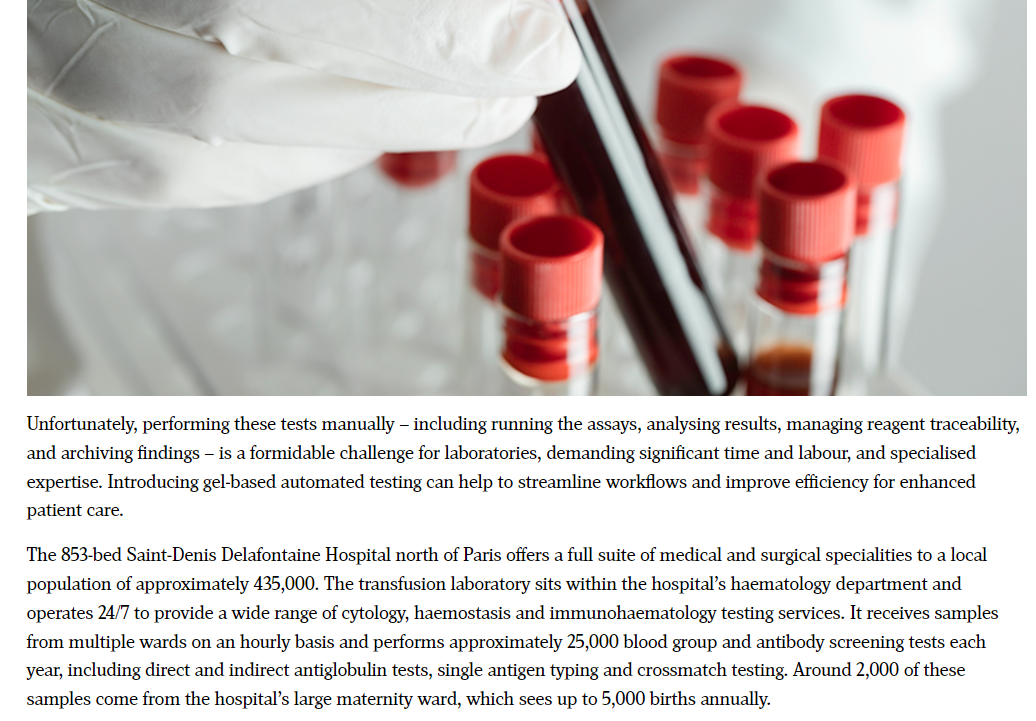 Unfortunately, performing these tests manually – including running the assays, analysing results, managing reagent traceability,
and archiving findings – is a formidable challenge for laboratories, demanding significant time and labour, and specialised
expertise. Introducing gel-based automated testing can help to streamline workflows and improve efficiency for enhanced
patient care.
The 853-bed Saint-Denis Delafontaine Hospital north of Paris offers a full suite of medical and surgical specialities to a local
population of approximately 435,000. The transfusion laboratory sits within the hospital’s haematology department and
operates 24/7 to provide a wide range of cytology, haemostasis and immunohaematology testing services. It receives samples
from multiple wards on an hourly basis and performs approximately 25,000 blood group and antibody screening tests each
year, including direct and indirect antiglobulin tests, single antigen typing and crossmatch testing. Around 2,000 of these
samples come from the hospital’s large maternity ward, which sees up to 5,000 births annually.